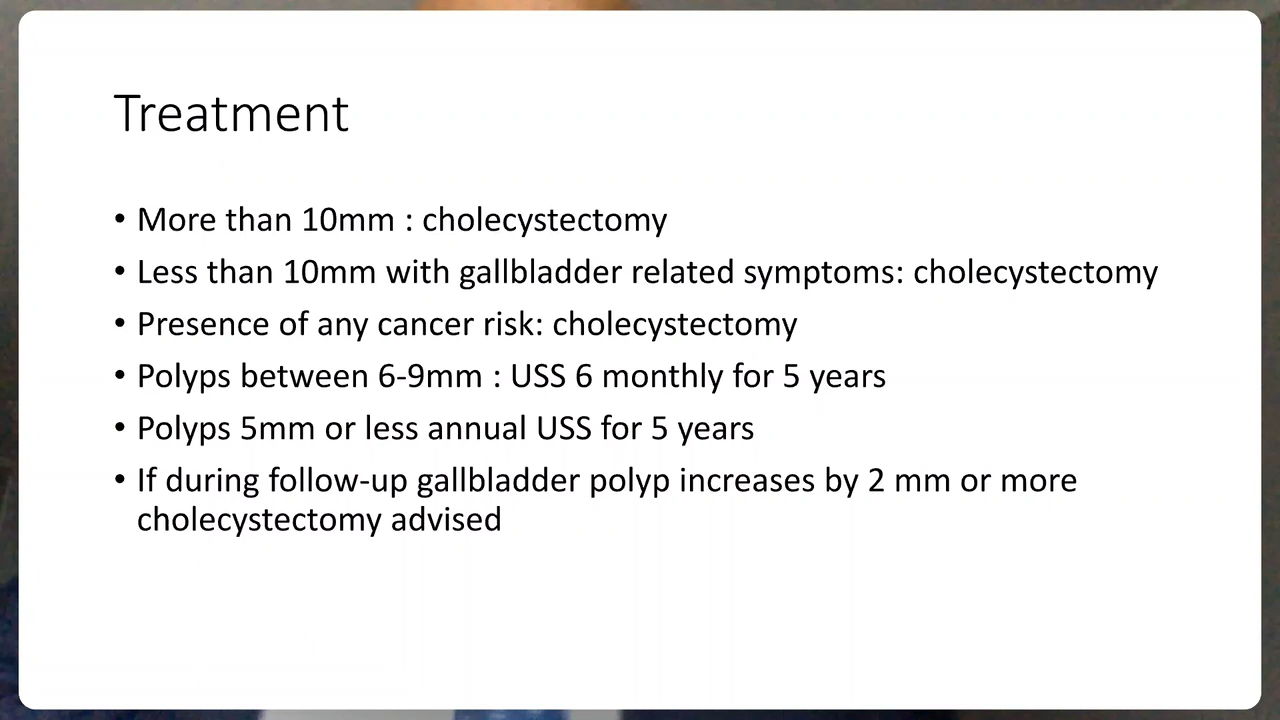 Treatment
• More than 10mm : cholecystectomy
• Less than 10mm with gallbladder related symptoms: cholecystectomy
• Presence of any cancer risk: cholecystectomy
• Polyps between 6-9mm : USS 6 monthly for 5 years
• Polyps 5mm or less annual USS for 5 years
• If during follow-up gallbladder polyp increases by 2 mm or more
cholecystectomy advised